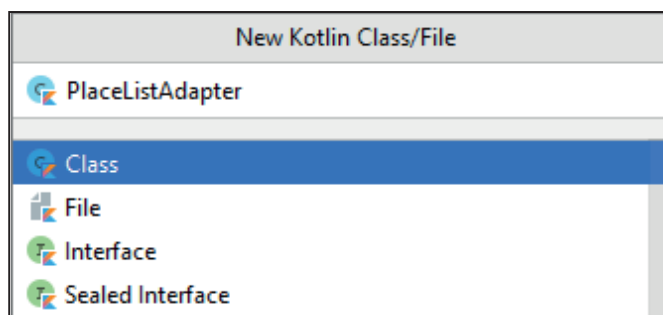 New Kotlin Class/File
PlaceListAdapter
Class
File
Interface
Sealed Interface